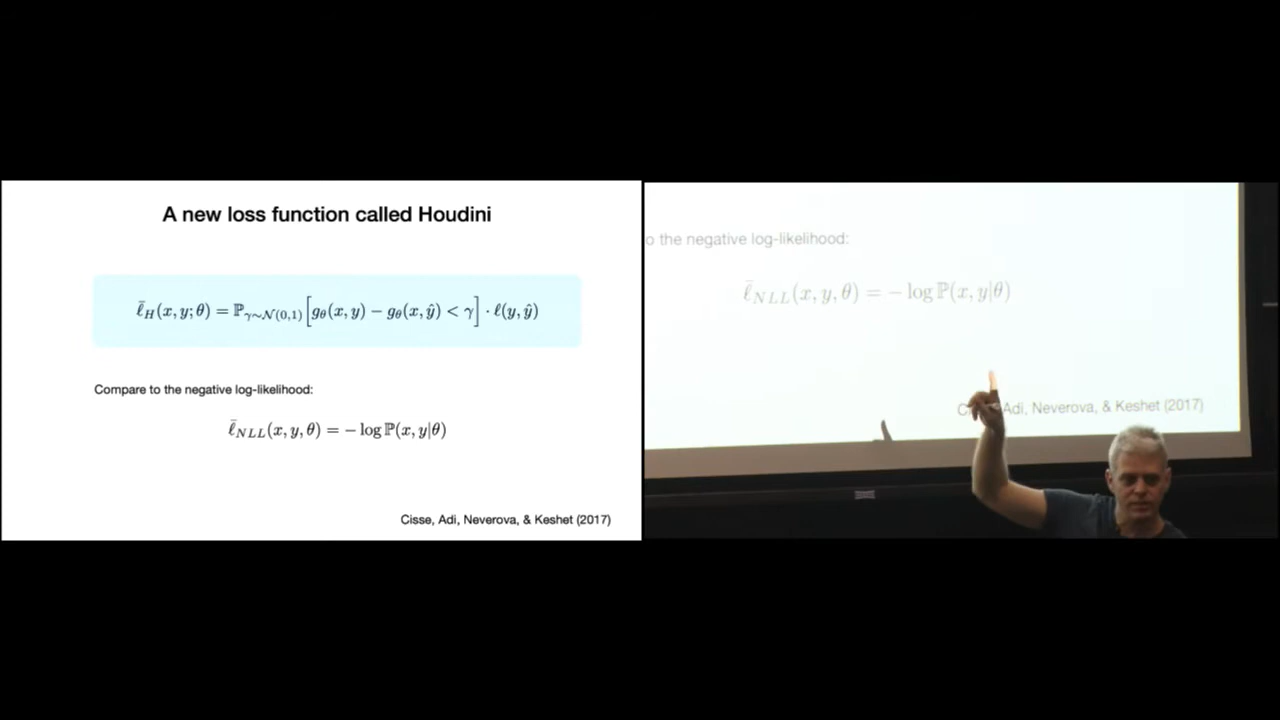 A new loss function called Houdini
ℓ̄_H(x, y; θ) = ℙ_{γ∼𝒩(0,1)} [g_θ(x, y) − g_θ(x, ŷ) < γ] · ℓ(y, ŷ)
Compare to the negative log-likelihood:
ℓ̄_{NLL}(x, y, θ) = − log ℙ(x, y|θ)
Cisse, Adi, Neverova, & Keshet (2017)
o the negative log-likelihood:
ℓ̄_{NLL}(x, y, θ) = − log ℙ(x, y|θ)
Adi, Neverova, & Keshet (2017)